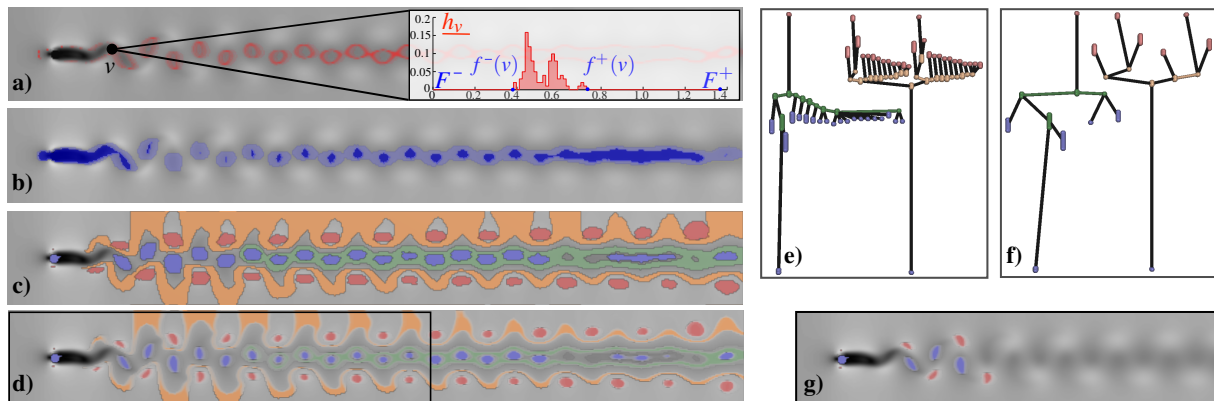 a)
v
0.2
0.15
0.1
0.05
0
h_v
F^-
f^-(v)
f^+(v)
F^+
0 0.2 0.4 0.6 0.8 1.0 1.2 1.4
b)
c)
d)
e)
f)
g)